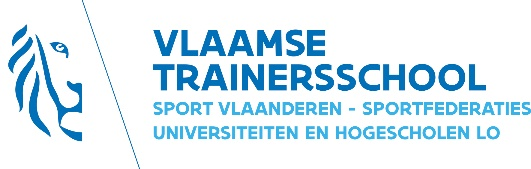 VLAAMSE
TRAINERSSCHOOL
SPORT VLAANDEREN - SPORTFEDERATIES
UNIVERSITEITEN EN HOGESCHOLEN LO